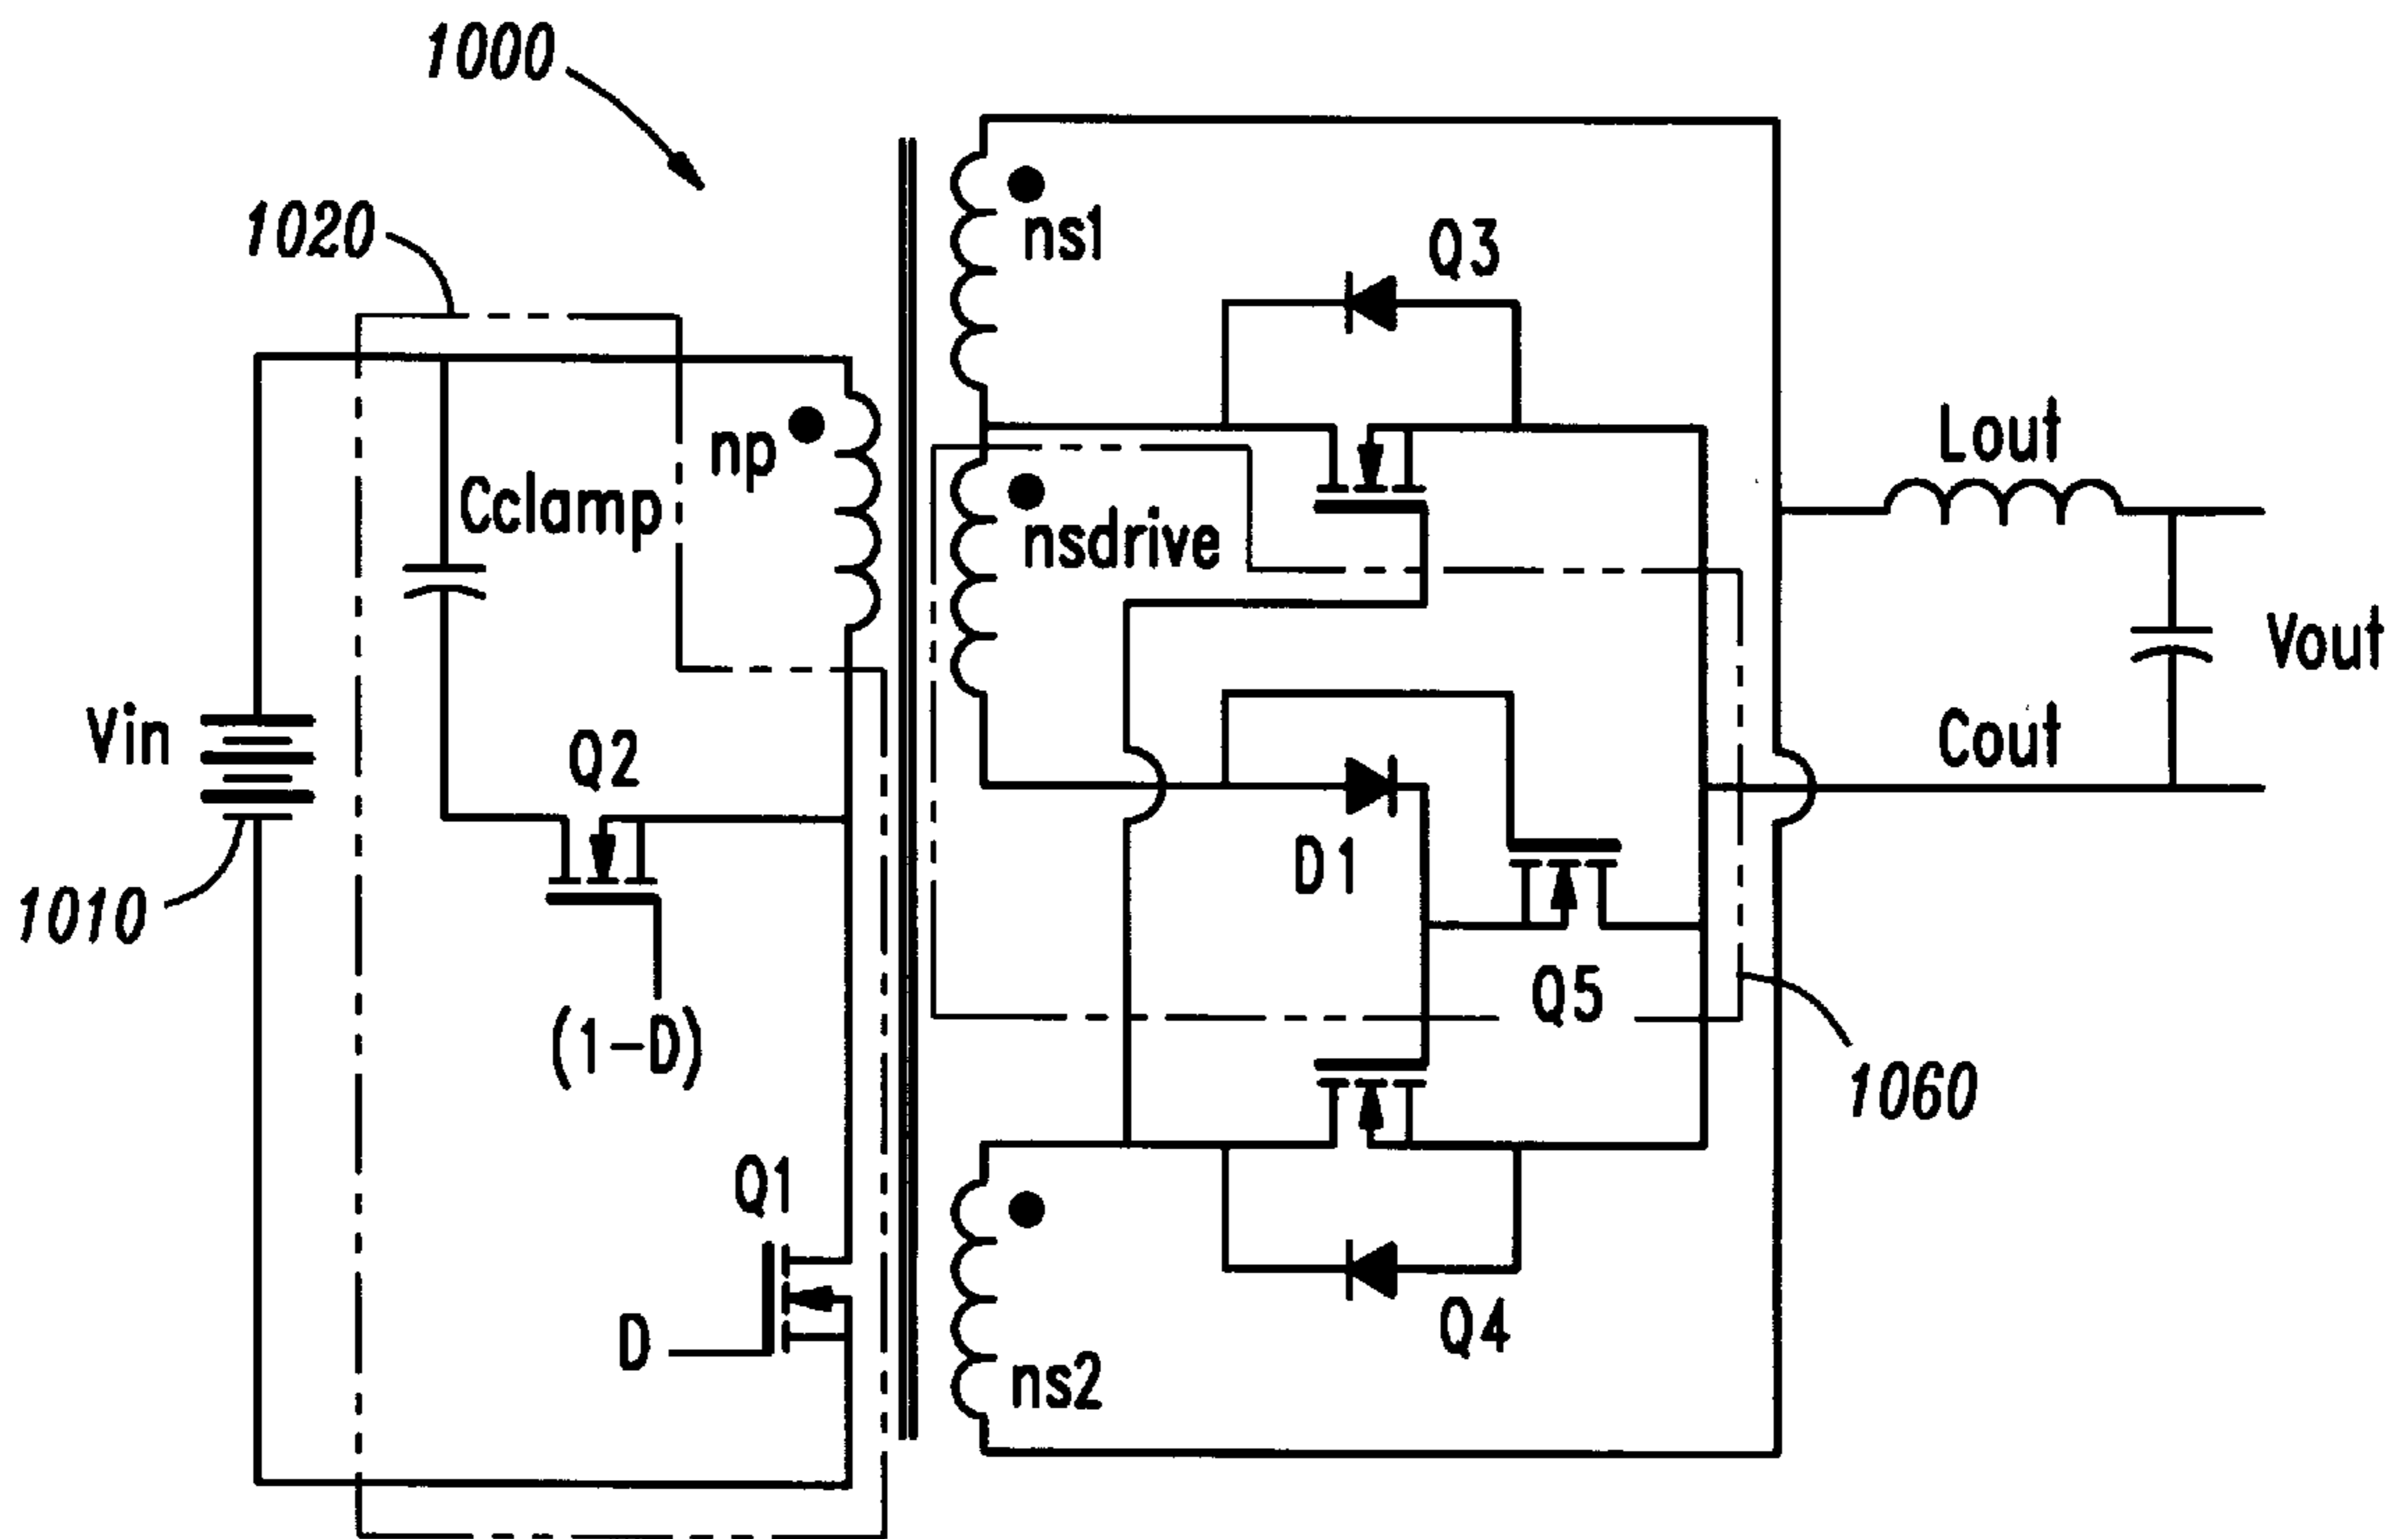 1000
1020
ns1
Q3
np
Cclamp
nsdrive
Lout
Vin
Q2
Vout
Cout
D1
1010
Q5
(1-D)
1060
Q1
D
Q4
ns2